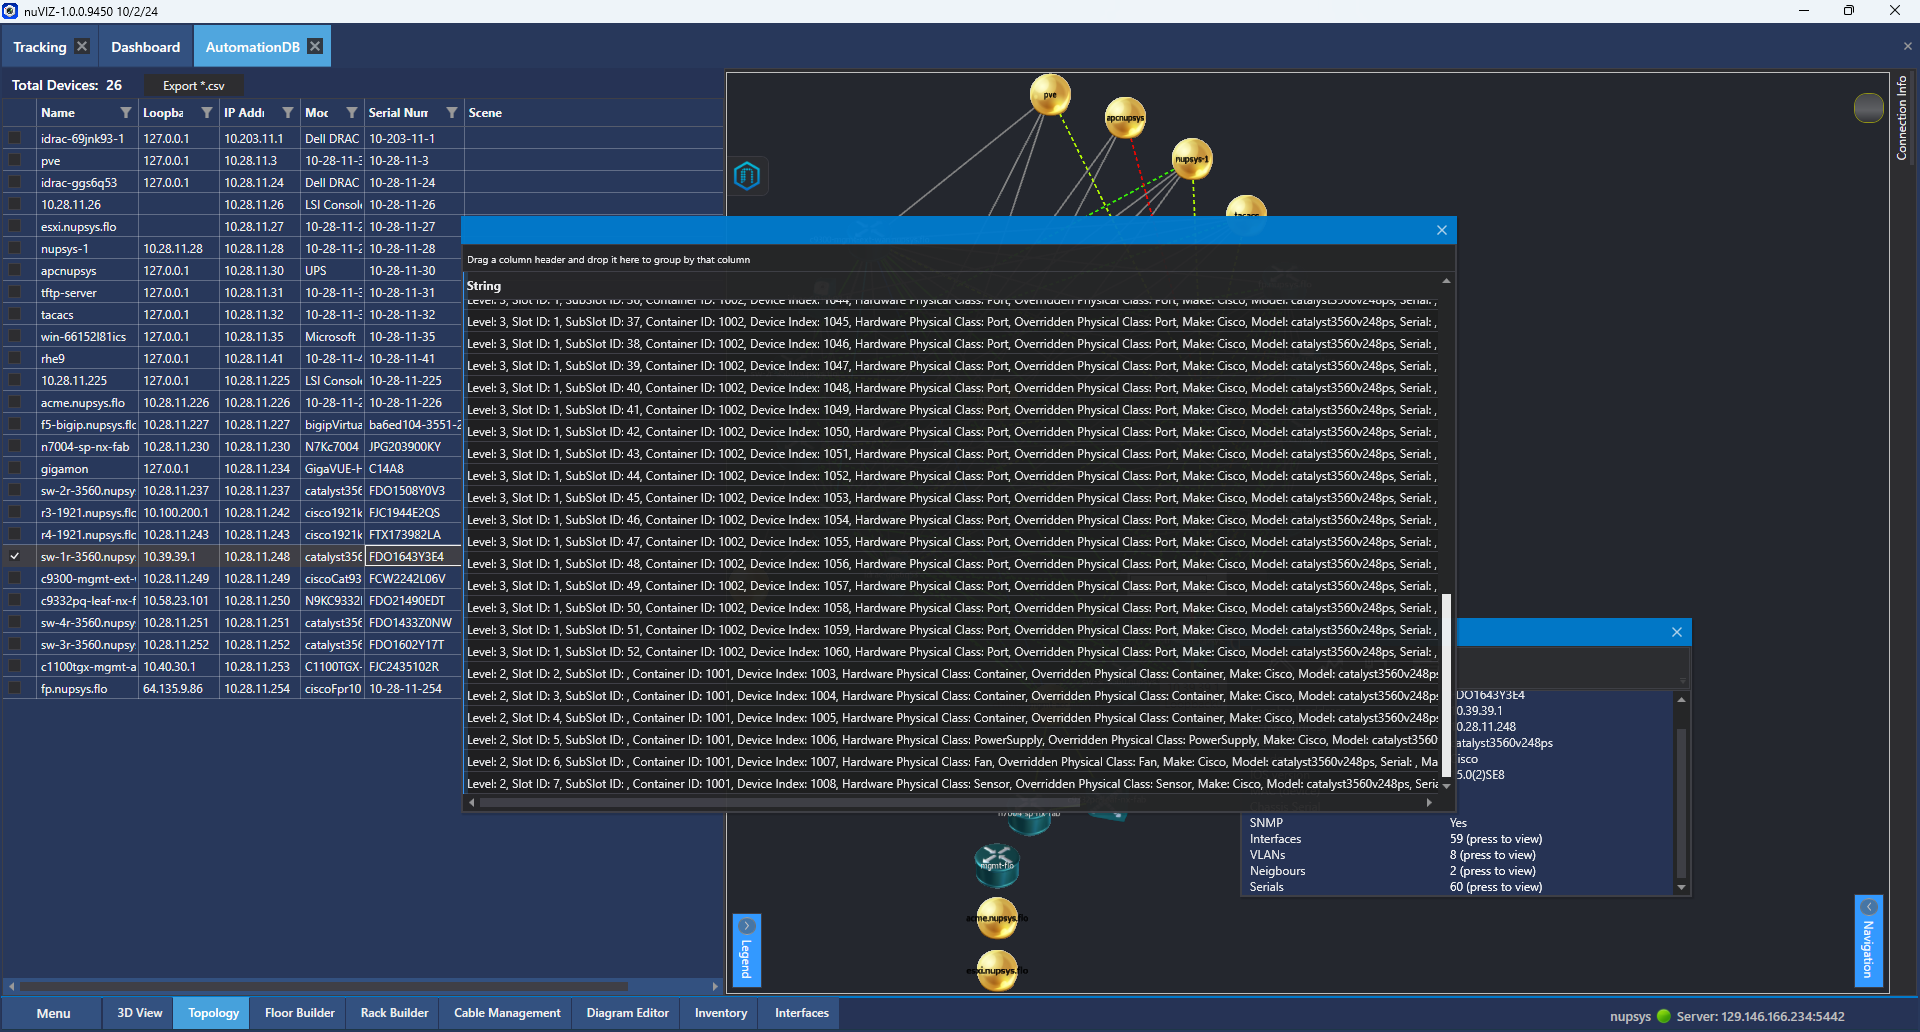 nuVIZ-1.0.0.9450 10/2/24
Tracking
Dashboard
AutomationDB
Total Devices: 26
Export *.csv
Name Loopba IP Addı Moc Serial Num Scene
idrac-69jnk93-1 127.0.0.1 10.203.11.1 Dell DRAC 10-203-11-1
pve 127.0.0.1 10.28.11.3 10-28-11-3 10-28-11-3
idrac-ggs6q53 127.0.0.1 10.28.11.24 Dell DRAC 10-28-11-24
10.28.11.26 10.28.11.26 LSI Consol 10-28-11-26
esxi.nupsys.flo 10.28.11.27 10-28-11-2 10-28-11-27
nupsys-1 10.28.11.28 10.28.11.28 10-28-11-2 10-28-11-28
apcnupsys 127.0.0.1 10.28.11.30 UPS 10-28-11-30
tftp-server 127.0.0.1 10.28.11.31 10-28-11-3 10-28-11-31
tacacs 127.0.0.1 10.28.11.32 10-28-11-3 10-28-11-32
win-66152l81ics 127.0.0.1 10.28.11.35 Microsoft 10-28-11-35
rhe9 127.0.0.1 10.28.11.41 10-28-11-4 10-28-11-41
10.28.11.225 127.0.0.1 10.28.11.225 LSI Consol 10-28-11-225
acme.nupsys.flo 10.28.11.226 10.28.11.226 10-28-11-2 10-28-11-226
f5-bigip.nupsys.flc 10.28.11.227 10.28.11.227 bigipVirtua ba6ed104-3551-2
n7004-sp-nx-fab 10.28.11.230 10.28.11.230 N7Kc7004 JPG203900KY
gigamon 127.0.0.1 10.28.11.234 GigaVUE-H C14A8
sw-2r-3560.nupsy 10.28.11.237 10.28.11.237 catalyst356 FDO1508Y0V3
r3-1921.nupsys.flc 10.100.200.1 10.28.11.242 cisco1921k FJC1944E2QS
r4-1921.nupsys.flc 10.28.11.243 10.28.11.243 cisco1921k FTX173982LA
sw-1r-3560.nupsy 10.39.39.1 10.28.11.248 catalyst356 FDO1643Y3E4
c9300-mgmt-ext- 10.28.11.249 10.28.11.249 ciscoCat93 FCW2242L06V
c9332pq-leaf-nx-f 10.58.23.101 10.28.11.250 N9KC9332 FDO21490EDT
sw-4r-3560.nupsy 10.28.11.251 10.28.11.251 catalyst356 FDO1433Z0NW
sw-3r-3560.nupsy 10.28.11.252 10.28.11.252 catalyst356 FDO1602Y17T
c1100tgx-mgmt-a 10.40.30.1 10.28.11.253 C1100TGX- FJC2435102R
fp.nupsys.flo 64.135.9.86 10.28.11.254 ciscoFpr10 10-28-11-254
pve
apcnupsys
nupsys-1
tacacs
Connection Info
Drag a column header and drop it here to group by that column
String
Level: 3, Slot ID: 1, SubSlot ID: 36, Container ID: 1002, Device Index: 1044, Hardware Physical Class: Port, Overridden Physical Class: Port, Make: Cisco, Model: catalyst3560v248ps, Serial: ,
Level: 3, Slot ID: 1, SubSlot ID: 37, Container ID: 1002, Device Index: 1045, Hardware Physical Class: Port, Overridden Physical Class: Port, Make: Cisco, Model: catalyst3560v248ps, Serial: ,
Level: 3, Slot ID: 1, SubSlot ID: 38, Container ID: 1002, Device Index: 1046, Hardware Physical Class: Port, Overridden Physical Class: Port, Make: Cisco, Model: catalyst3560v248ps, Serial: ,
Level: 3, Slot ID: 1, SubSlot ID: 39, Container ID: 1002, Device Index: 1047, Hardware Physical Class: Port, Overridden Physical Class: Port, Make: Cisco, Model: catalyst3560v248ps, Serial: ,
Level: 3, Slot ID: 1, SubSlot ID: 40, Container ID: 1002, Device Index: 1048, Hardware Physical Class: Port, Overridden Physical Class: Port, Make: Cisco, Model: catalyst3560v248ps, Serial: ,
Level: 3, Slot ID: 1, SubSlot ID: 41, Container ID: 1002, Device Index: 1049, Hardware Physical Class: Port, Overridden Physical Class: Port, Make: Cisco, Model: catalyst3560v248ps, Serial: ,
Level: 3, Slot ID: 1, SubSlot ID: 42, Container ID: 1002, Device Index: 1050, Hardware Physical Class: Port, Overridden Physical Class: Port, Make: Cisco, Model: catalyst3560v248ps, Serial: ,
Level: 3, Slot ID: 1, SubSlot ID: 43, Container ID: 1002, Device Index: 1051, Hardware Physical Class: Port, Overridden Physical Class: Port, Make: Cisco, Model: catalyst3560v248ps, Serial: ,
Level: 3, Slot ID: 1, SubSlot ID: 44, Container ID: 1002, Device Index: 1052, Hardware Physical Class: Port, Overridden Physical Class: Port, Make: Cisco, Model: catalyst3560v248ps, Serial: ,
Level: 3, Slot ID: 1, SubSlot ID: 45, Container ID: 1002, Device Index: 1053, Hardware Physical Class: Port, Overridden Physical Class: Port, Make: Cisco, Model: catalyst3560v248ps, Serial: ,
Level: 3, Slot ID: 1, SubSlot ID: 46, Container ID: 1002, Device Index: 1054, Hardware Physical Class: Port, Overridden Physical Class: Port, Make: Cisco, Model: catalyst3560v248ps, Serial: ,
Level: 3, Slot ID: 1, SubSlot ID: 47, Container ID: 1002, Device Index: 1055, Hardware Physical Class: Port, Overridden Physical Class: Port, Make: Cisco, Model: catalyst3560v248ps, Serial: ,
Level: 3, Slot ID: 1, SubSlot ID: 48, Container ID: 1002, Device Index: 1056, Hardware Physical Class: Port, Overridden Physical Class: Port, Make: Cisco, Model: catalyst3560v248ps, Serial: ,
Level: 3, Slot ID: 1, SubSlot ID: 49, Container ID: 1002, Device Index: 1057, Hardware Physical Class: Port, Overridden Physical Class: Port, Make: Cisco, Model: catalyst3560v248ps, Serial: ,
Level: 3, Slot ID: 1, SubSlot ID: 50, Container ID: 1002, Device Index: 1058, Hardware Physical Class: Port, Overridden Physical Class: Port, Make: Cisco, Model: catalyst3560v248ps, Serial: ,
Level: 3, Slot ID: 1, SubSlot ID: 51, Container ID: 1002, Device Index: 1059, Hardware Physical Class: Port, Overridden Physical Class: Port, Make: Cisco, Model: catalyst3560v248ps, Serial: ,
Level: 3, Slot ID: 1, SubSlot ID: 52, Container ID: 1002, Device Index: 1060, Hardware Physical Class: Port, Overridden Physical Class: Port, Make: Cisco, Model: catalyst3560v248ps, Serial: ,
Level: 2, Slot ID: 2, SubSlot ID: , Container ID: 1001, Device Index: 1003, Hardware Physical Class: Container, Overridden Physical Class: Container, Make: Cisco, Model: catalyst3560v248ps
Level: 2, Slot ID: 3, SubSlot ID: , Container ID: 1001, Device Index: 1004, Hardware Physical Class: Container, Overridden Physical Class: Container, Make: Cisco, Model: catalyst3560v248ps
Level: 2, Slot ID: 4, SubSlot ID: , Container ID: 1001, Device Index: 1005, Hardware Physical Class: Container, Overridden Physical Class: Container, Make: Cisco, Model: catalyst3560v248ps
Level: 2, Slot ID: 5, SubSlot ID: , Container ID: 1001, Device Index: 1006, Hardware Physical Class: PowerSupply, Overridden Physical Class: PowerSupply, Make: Cisco, Model: catalyst3560
Level: 2, Slot ID: 6, SubSlot ID: , Container ID: 1001, Device Index: 1007, Hardware Physical Class: Fan, Overridden Physical Class: Fan, Make: Cisco, Model: catalyst3560v248ps, Serial: , Ma
Level: 2, Slot ID: 7, SubSlot ID: , Container ID: 1001, Device Index: 1008, Hardware Physical Class: Sensor, Overridden Physical Class: Sensor, Make: Cisco, Model: catalyst3560v248ps, Seria
DO1643Y3E4
0.39.39.1
0.28.11.248
atalyst3560v248ps
isco
5.0(2)SE8
SNMP Yes
Interfaces 59 (press to view)
VLANs 8 (press to view)
Neigbours 2 (press to view)
Serials 60 (press to view)
n7004-sp-nx-fab
mgmt-flo
acme.nupsys.flo
esxi.nupsys.flo
Legend
Navigation
Menu
3D View
Topology
Floor Builder
Rack Builder
Cable Management
Diagram Editor
Inventory
Interfaces
nupsys
Server: 129.146.166.234:5442